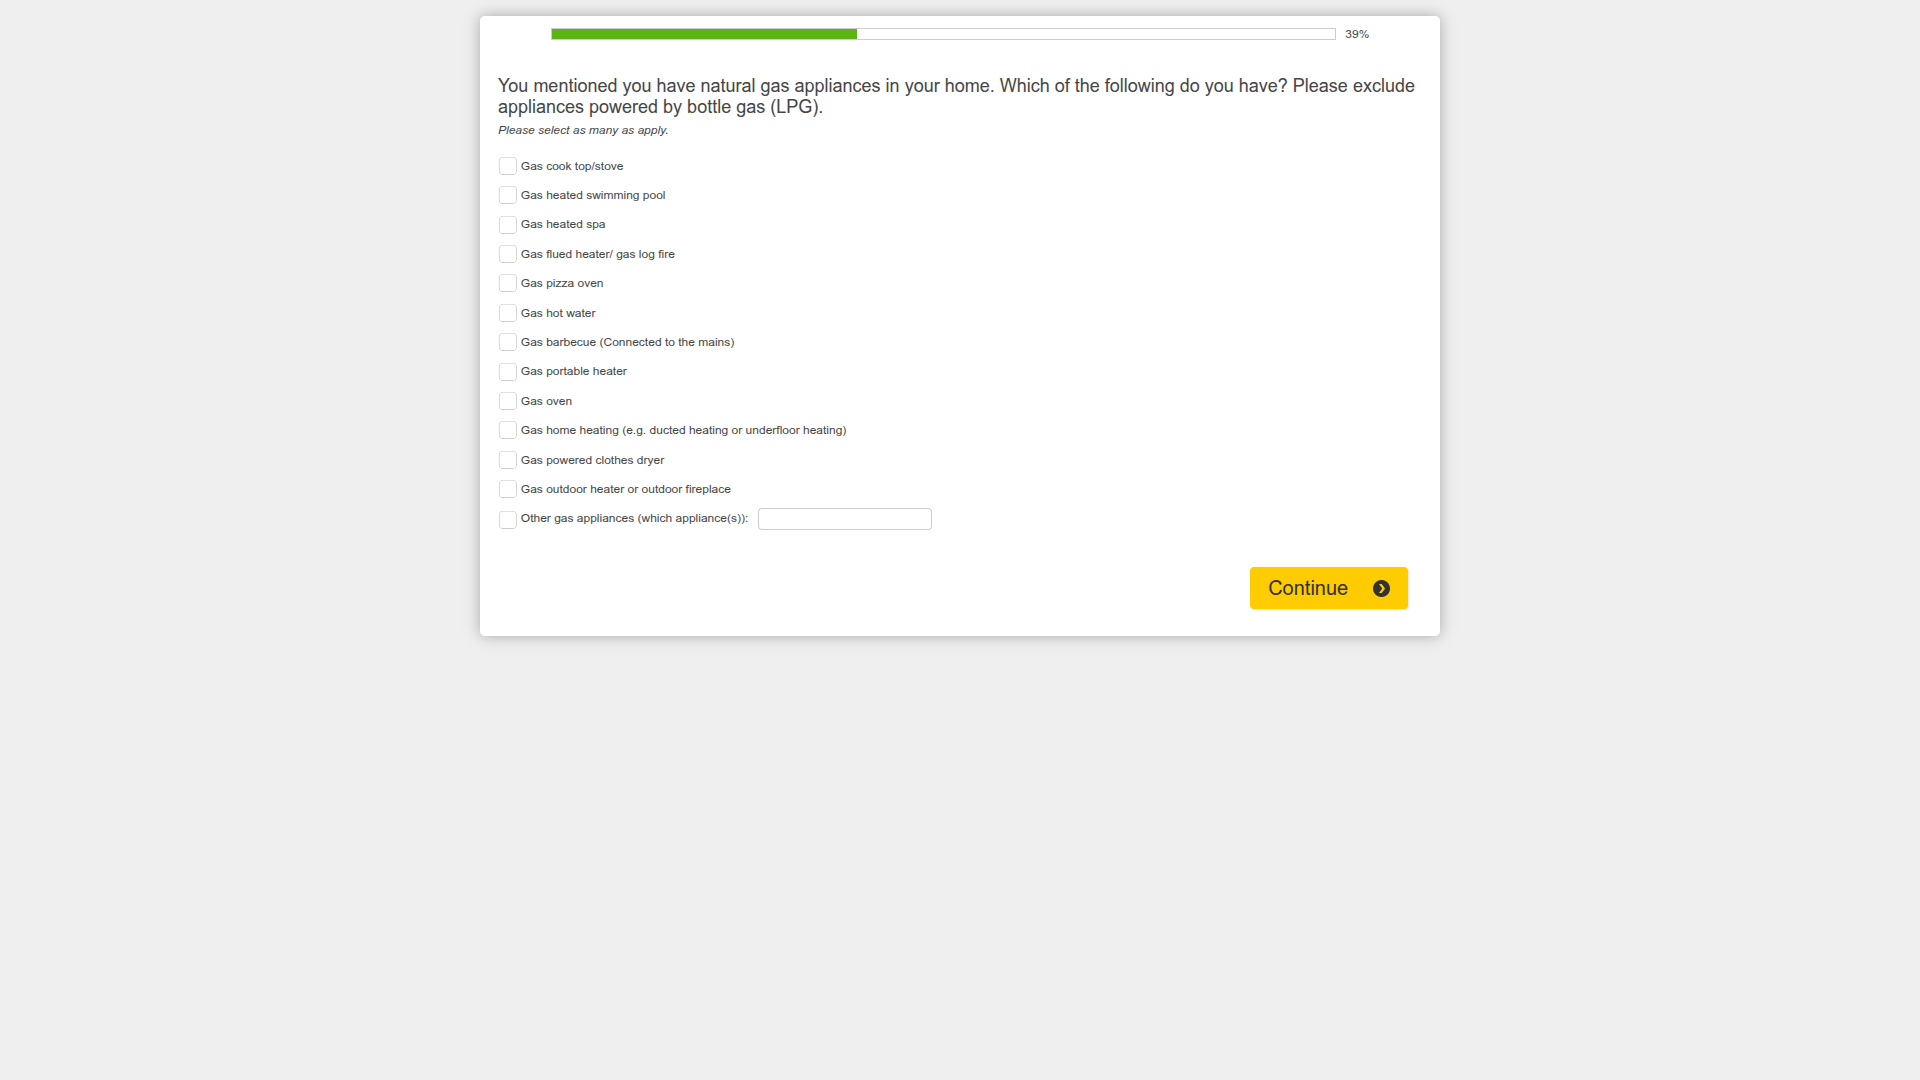 39%
You mentioned you have natural gas appliances in your home. Which of the following do you have? Please exclude
appliances powered by bottle gas (LPG).
Please select as many as apply.
Gas cook top/stove
Gas heated swimming pool
Gas heated spa
Gas flued heater/ gas log fire
Gas pizza oven
Gas hot water
Gas barbecue (Connected to the mains)
Gas portable heater
Gas oven
Gas home heating (e.g. ducted heating or underfloor heating)
Gas powered clothes dryer
Gas outdoor heater or outdoor fireplace
Other gas appliances (which appliance(s)):
Continue